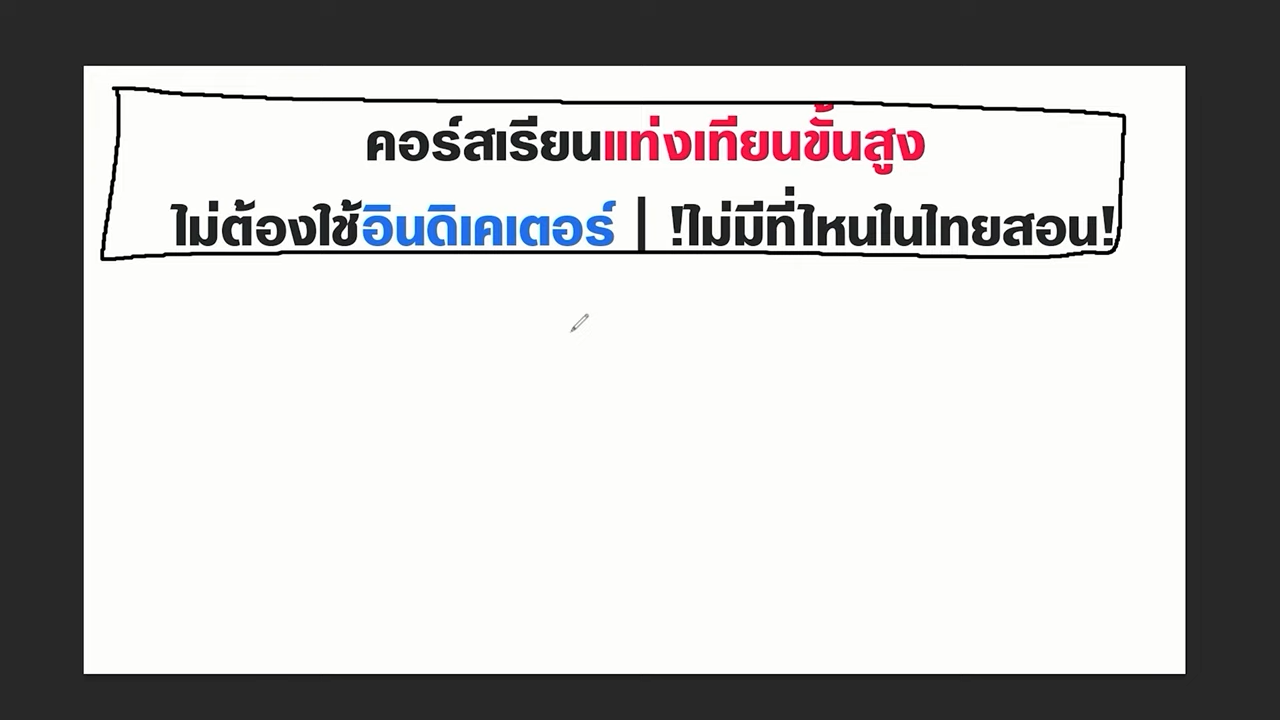 คอร์สเรียนแท่งเทียนขั้นสูง
ไม่ต้องใช้อินดิเคเตอร์ | !ไม่มีที่ไหนในไทยสอน!